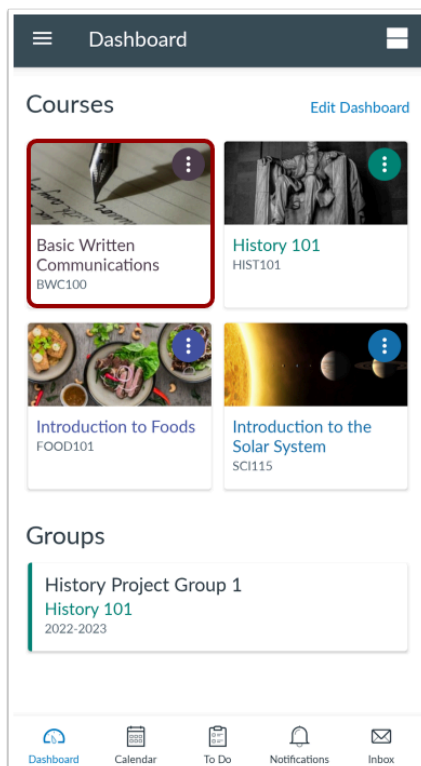 Dashboard
Courses
Edit Dashboard
Basic Written
Communications
BWC100
History 101
HIST101
Introduction to Foods
FOOD101
Introduction to the
Solar System
SCI115
Groups
History Project Group 1
History 101
2022-2023
Dashboard
Calendar
To Do
Notifications
Inbox